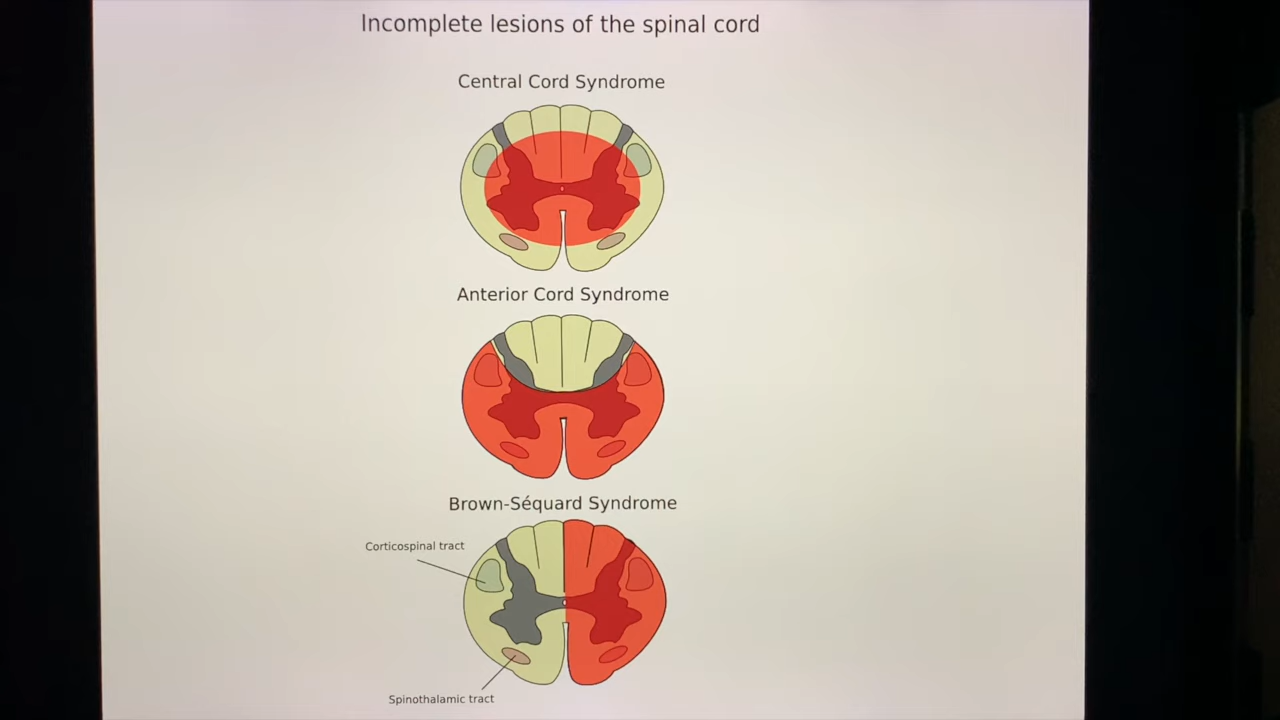 Incomplete lesions of the spinal cord
Central Cord Syndrome
Anterior Cord Syndrome
Brown-Séquard Syndrome
Corticospinal tract
Spinothalamic tract